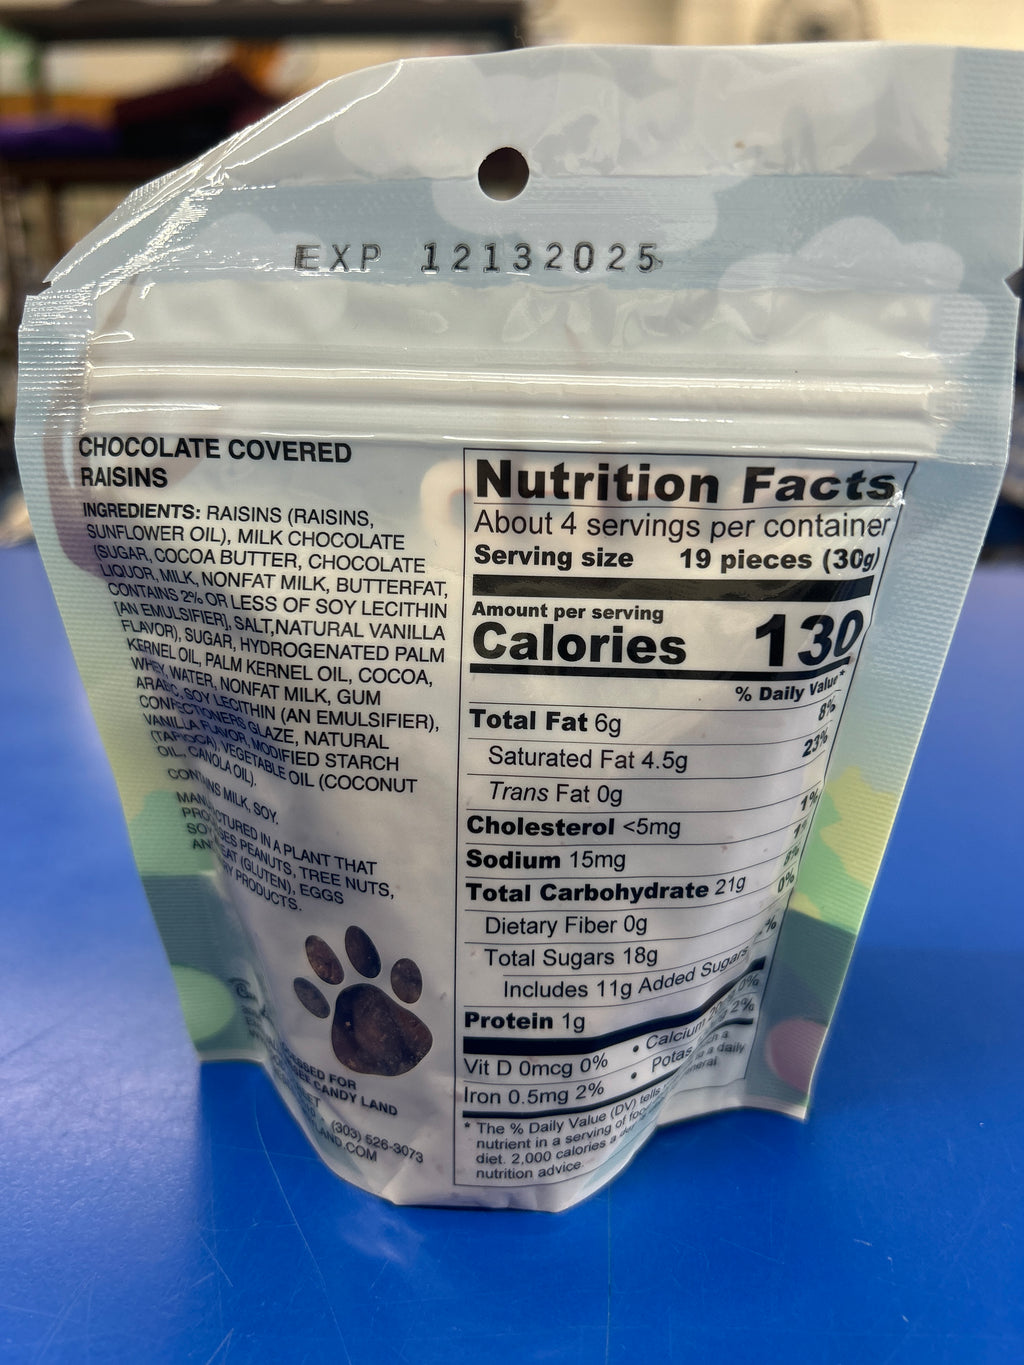 EXP 12132025
CHOCOLATE COVERED
RAISINS
INGREDIENTS: RAISINS (RAISINS,
SUNFLOWER OIL), MILK CHOCOLATE
(SUGAR, COCOA BUTTER, CHOCOLATE
LIQUOR, MILK, NONFAT MILK, BUTTERFAT,
CONTAINS 2% OR LESS OF SOY LECITHIN
[AN EMULSIFIER], SALT,NATURAL VANILLA
FLAVOR), SUGAR, HYDROGENATED PALM
KERNEL OIL, PALM KERNEL OIL, COCOA,
WHEY, WATER, NONFAT MILK, GUM
ARABIC, SOY LECITHIN (AN EMULSIFIER),
CONFECTIONERS GLAZE, NATURAL
VANILLA FLAVOR, MODIFIED STARCH
(TAPIOCA), VEGETABLE OIL (COCONUT
OIL, CANOLA OIL).
CONTAINS MILK, SOY.
MANUFACTURED IN A PLANT THAT
PEANUTS, TREE NUTS,
(GLUTEN), EGGS
PRODUCTS.
FOR
CANDY LAND
(303) 526-3073
Nutrition Facts
About 4 servings per container
Serving size 19 pieces (30g)
Amount per serving
Calories 130
% Daily Value*
Total Fat 6g 8%
Saturated Fat 4.5g 23%
Trans Fat 0g
Cholesterol <5mg 1%
Sodium 15mg 1%
Total Carbohydrate 21g 8%
Dietary Fiber 0g 0%
Total Sugars 18g
Includes 11g Added Sugars %
Protein 1g
Vit D 0mcg 0% • Calcium 0%
Iron 0.5mg 2% • 2%
* The % Daily Value (DV) tells a
nutrient in a serving of a daily
diet. 2,000 calories a
nutrition advice.